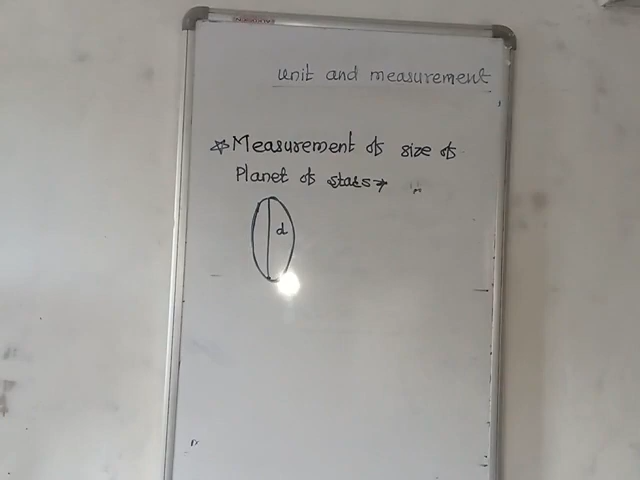 unit and measurement
☆ Measurement of size of
Planet of stars→
d